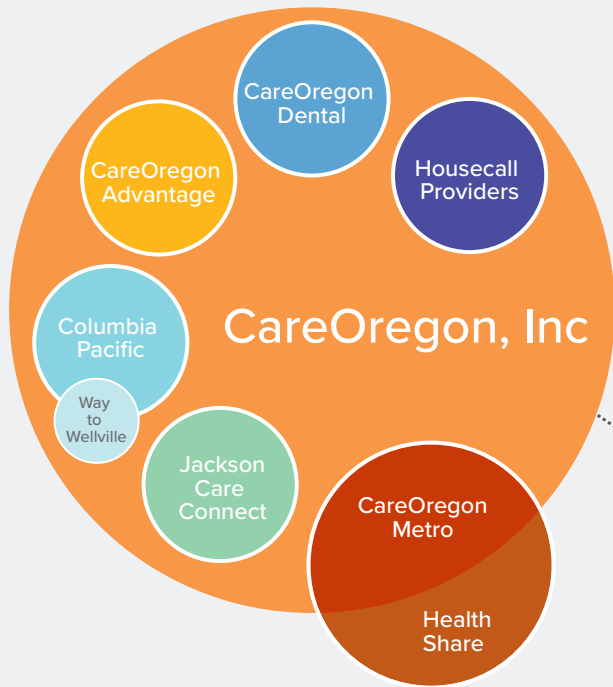 CareOregon
Dental
CareOregon
Advantage
Housecall
Providers
Columbia
Pacific
CareOregon, Inc
Way
to
Wellville
Jackson
Care
Connect
CareOregon
Metro
Health
Share